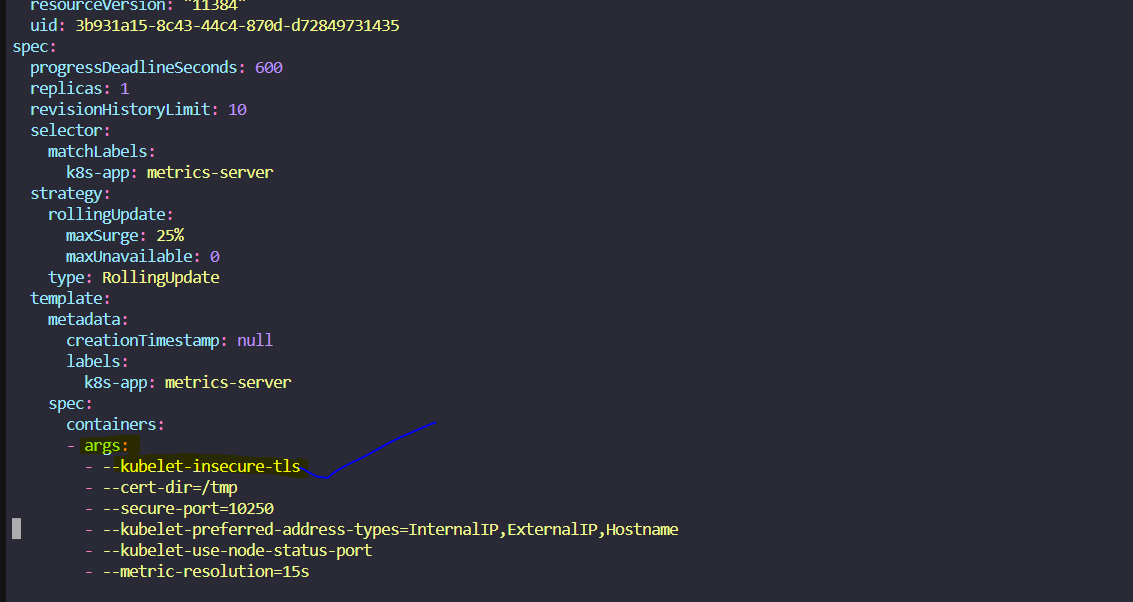 resourceVersion: "11384"
uid: 3b931a15-8c43-44c4-870d-d72849731435
spec:
progressDeadlineSeconds: 600
replicas: 1
revisionHistoryLimit: 10
selector:
matchLabels:
k8s-app: metrics-server
strategy:
rollingUpdate:
maxSurge: 25%
maxUnavailable: 0
type: RollingUpdate
template:
metadata:
creationTimestamp: null
labels:
k8s-app: metrics-server
spec:
containers:
- args:
- --kubelet-insecure-tls
- --cert-dir=/tmp
- --secure-port=10250
- --kubelet-preferred-address-types=InternalIP,ExternalIP,Hostname
- --kubelet-use-node-status-port
- --metric-resolution=15s